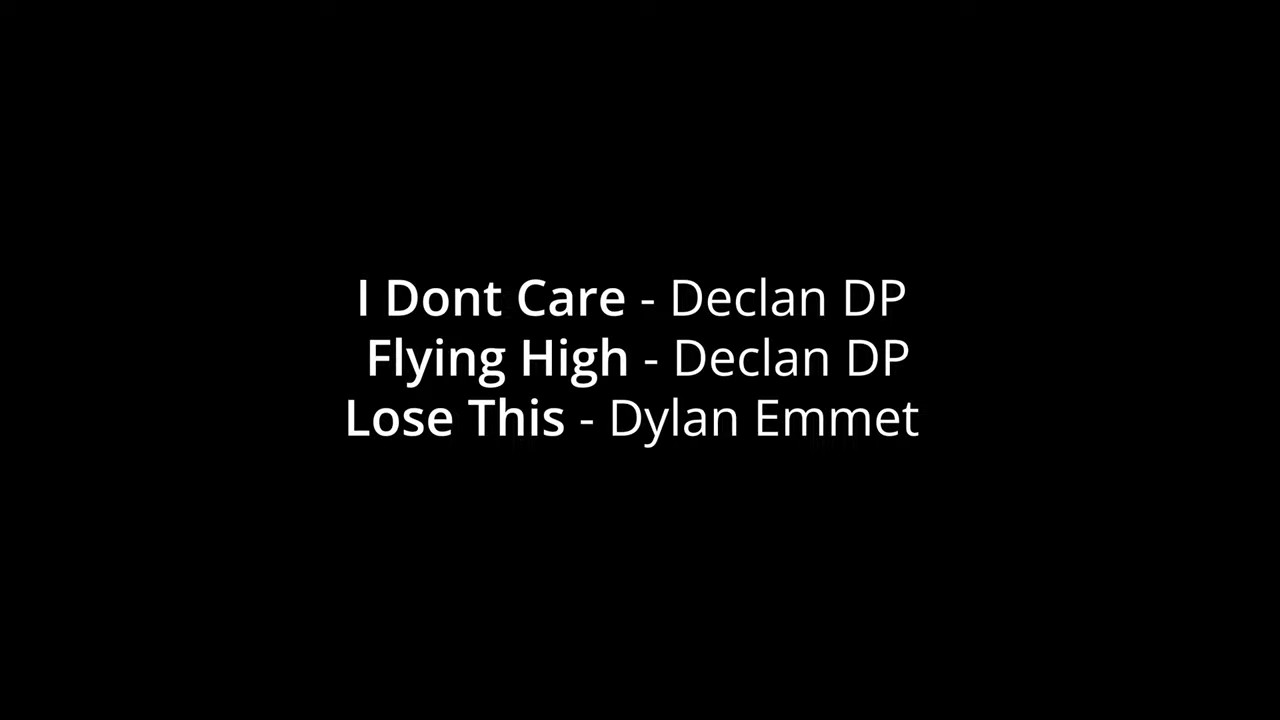 I Dont Care - Declan DP
Flying High - Declan DP
Lose This - Dylan Emmet